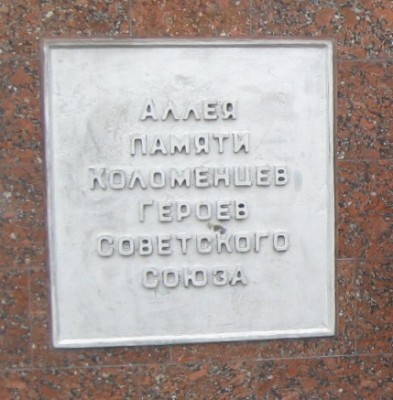 Аллея
памяти
Коломенцев
Героев
Советского
Союза